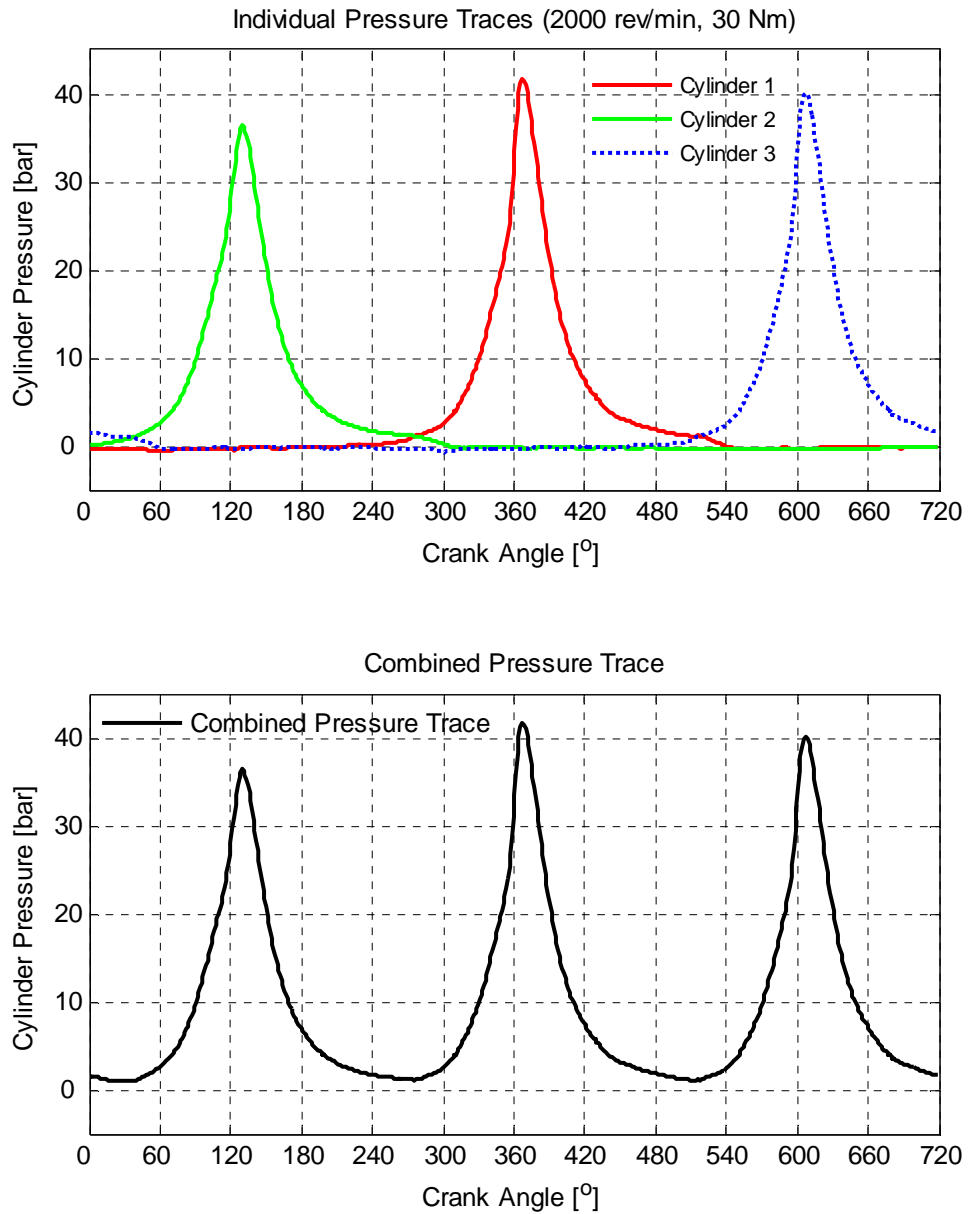 Individual Pressure Traces (2000 rev/min, 30 Nm)
40
30
20
10
0
Cylinder Pressure [bar]
Cylinder 1
Cylinder 2
Cylinder 3
0 60 120 180 240 300 360 420 480 540 600 660 720
Crank Angle [o]
Combined Pressure Trace
40
30
20
10
0
Cylinder Pressure [bar]
Combined Pressure Trace
0 60 120 180 240 300 360 420 480 540 600 660 720
Crank Angle [o]